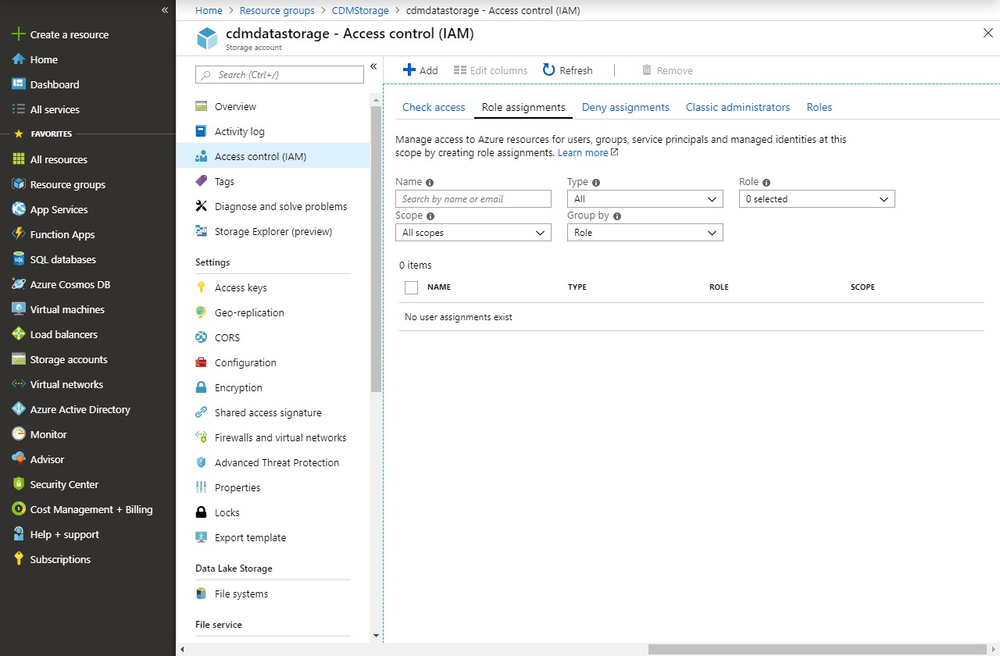 «
Create a resource
Home
Dashboard
All services
FAVORITES
All resources
Resource groups
App Services
Function Apps
SQL databases
Azure Cosmos DB
Virtual machines
Load balancers
Storage accounts
Virtual networks
Azure Active Directory
Monitor
Advisor
Security Center
Cost Management + Billing
Help + support
Subscriptions
Home > Resource groups > CDMStorage > cdmdatastorage - Access control (IAM)
cdmdatastorage - Access control (IAM)
Storage account
Search (Ctrl+/)
«
Overview
Activity log
Access control (IAM)
Tags
Diagnose and solve problems
Storage Explorer (preview)
Settings
Access keys
Geo-replication
CORS
Configuration
Encryption
Shared access signature
Firewalls and virtual networks
Advanced Threat Protection
Properties
Locks
Export template
Data Lake Storage
File systems
File service
Add Edit columns Refresh Remove
Check access Role assignments Deny assignments Classic administrators Roles
Manage access to Azure resources for users, groups, service principals and managed identities at this
scope by creating role assignments. Learn more
Name Type Role
Search by name or email All 0 selected
Scope Group by
All scopes Role
0 items
NAME TYPE ROLE SCOPE
No user assignments exist